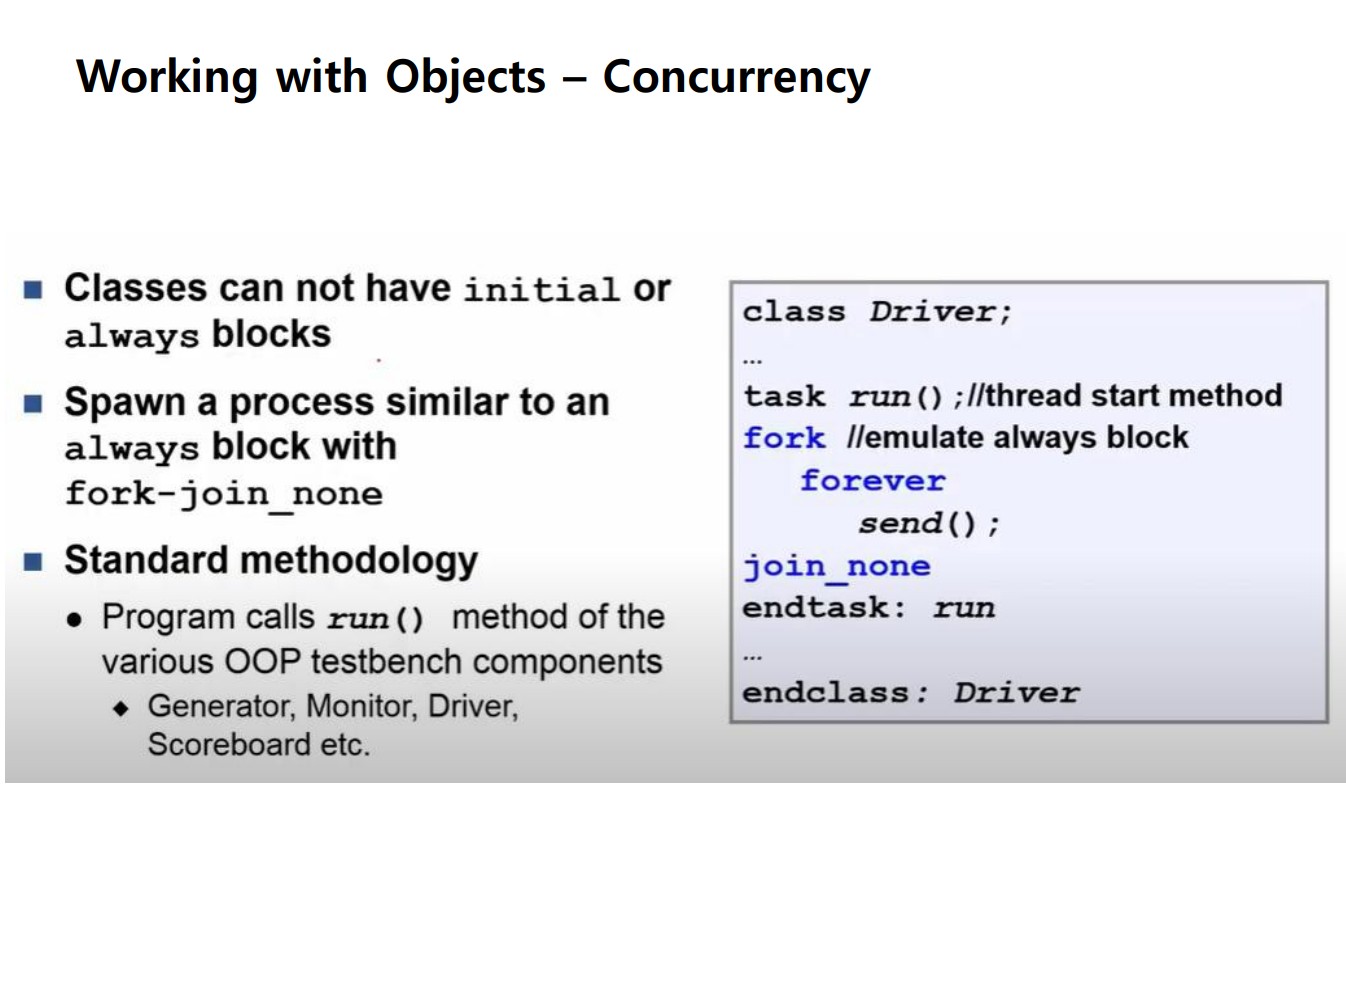 Working with Objects – Concurrency
■ Classes can not have initial or
always blocks
■ Spawn a process similar to an
always block with
fork-join_none
■ Standard methodology
● Program calls run() method of the
various OOP testbench components
◆ Generator, Monitor, Driver,
Scoreboard etc.
class Driver;
...
task run();//thread start method
fork //emulate always block
forever
send();
join_none
endtask: run
...
endclass: Driver